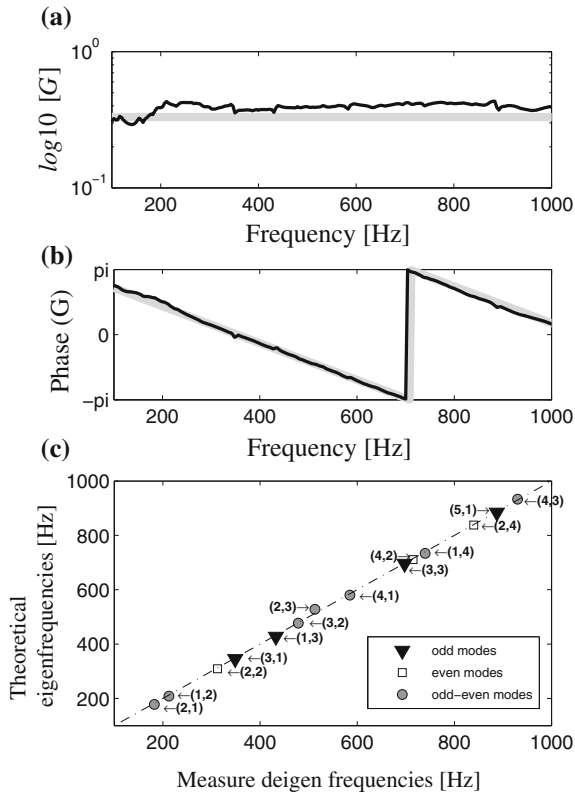 (a)
10^0
log10 [G]
10^-1
200 400 600 800 1000
Frequency [Hz]
(b)
pi
Phase (G)
0
−pi
200 400 600 800 1000
Frequency [Hz]
(c)
1000
800
600
400
200
Theoretical
eigenfrequencies [Hz]
(5,1)→
←(4,3)
←(2,4)
(4,2)→
←(1,4)
←(3,3)
←(4,1)
(2,3)→
←(3,2)
←(1,3)
←(3,1)
←(2,2)
←(1,2)
←(2,1)
odd modes
even modes
odd−even modes
200 400 600 800 1000
Measure deigen frequencies [Hz]